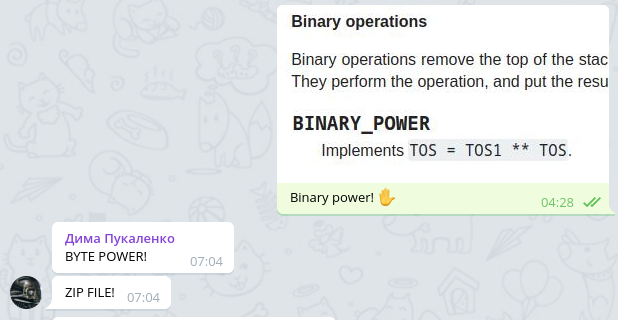 Binary operations
Binary operations remove the top of the stac
They perform the operation, and put the resu
BINARY_POWER
Implements TOS = TOS1 ** TOS.
Binary power! ✋
04:28
Дима Пукаленко
BYTE POWER!
07:04
ZIP FILE!
07:04